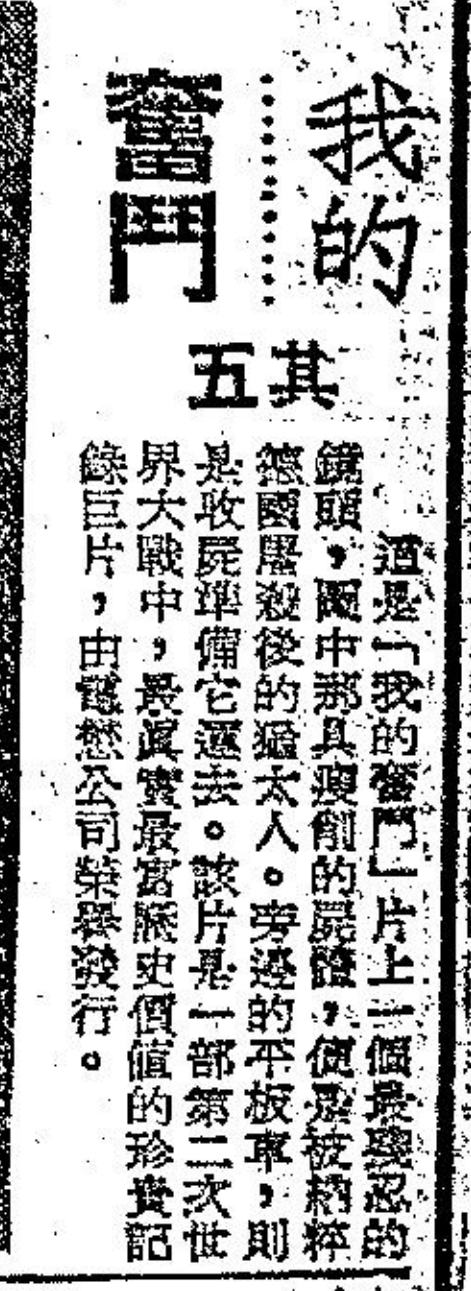 我的
奮鬥
其五
這是「我的奮鬥」片上一個最殘忍的
鏡頭，圖中那具瘦削的屍體，便是被納粹
德國屠殺後的猶太人。旁邊的平板車，則
是收屍準備它運去。該片是一部第二次世
界大戰中，最眞實最富歷史價值的珍貴記
錄巨片，由電懋公司榮譽發行。